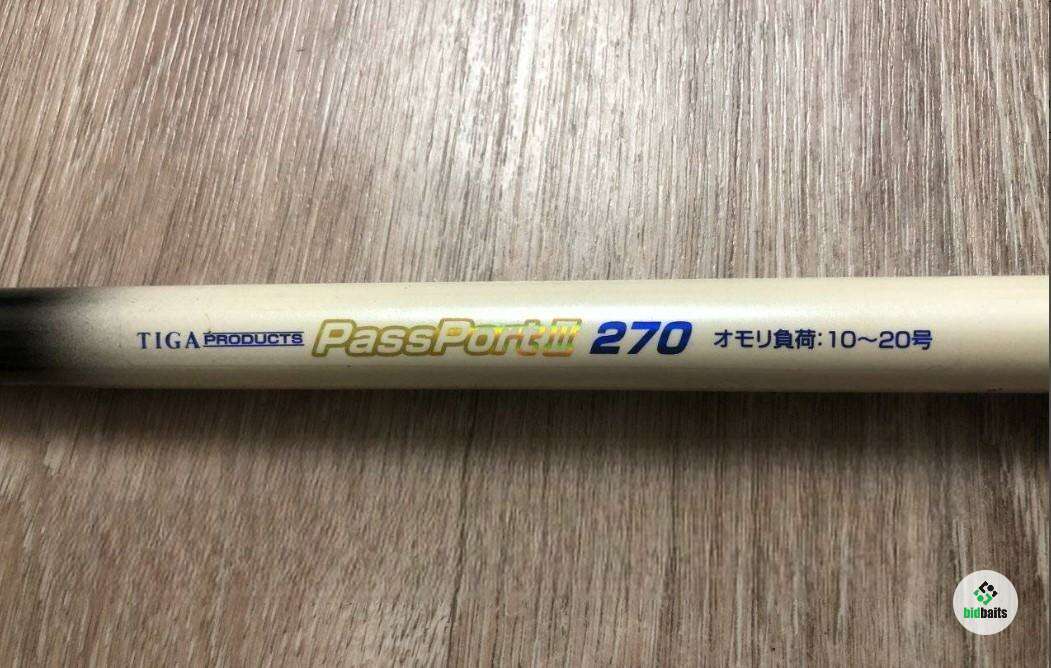 TIGA PRODUCTS PassPort III 270 オモリ負荷:10〜20号
bidbaits